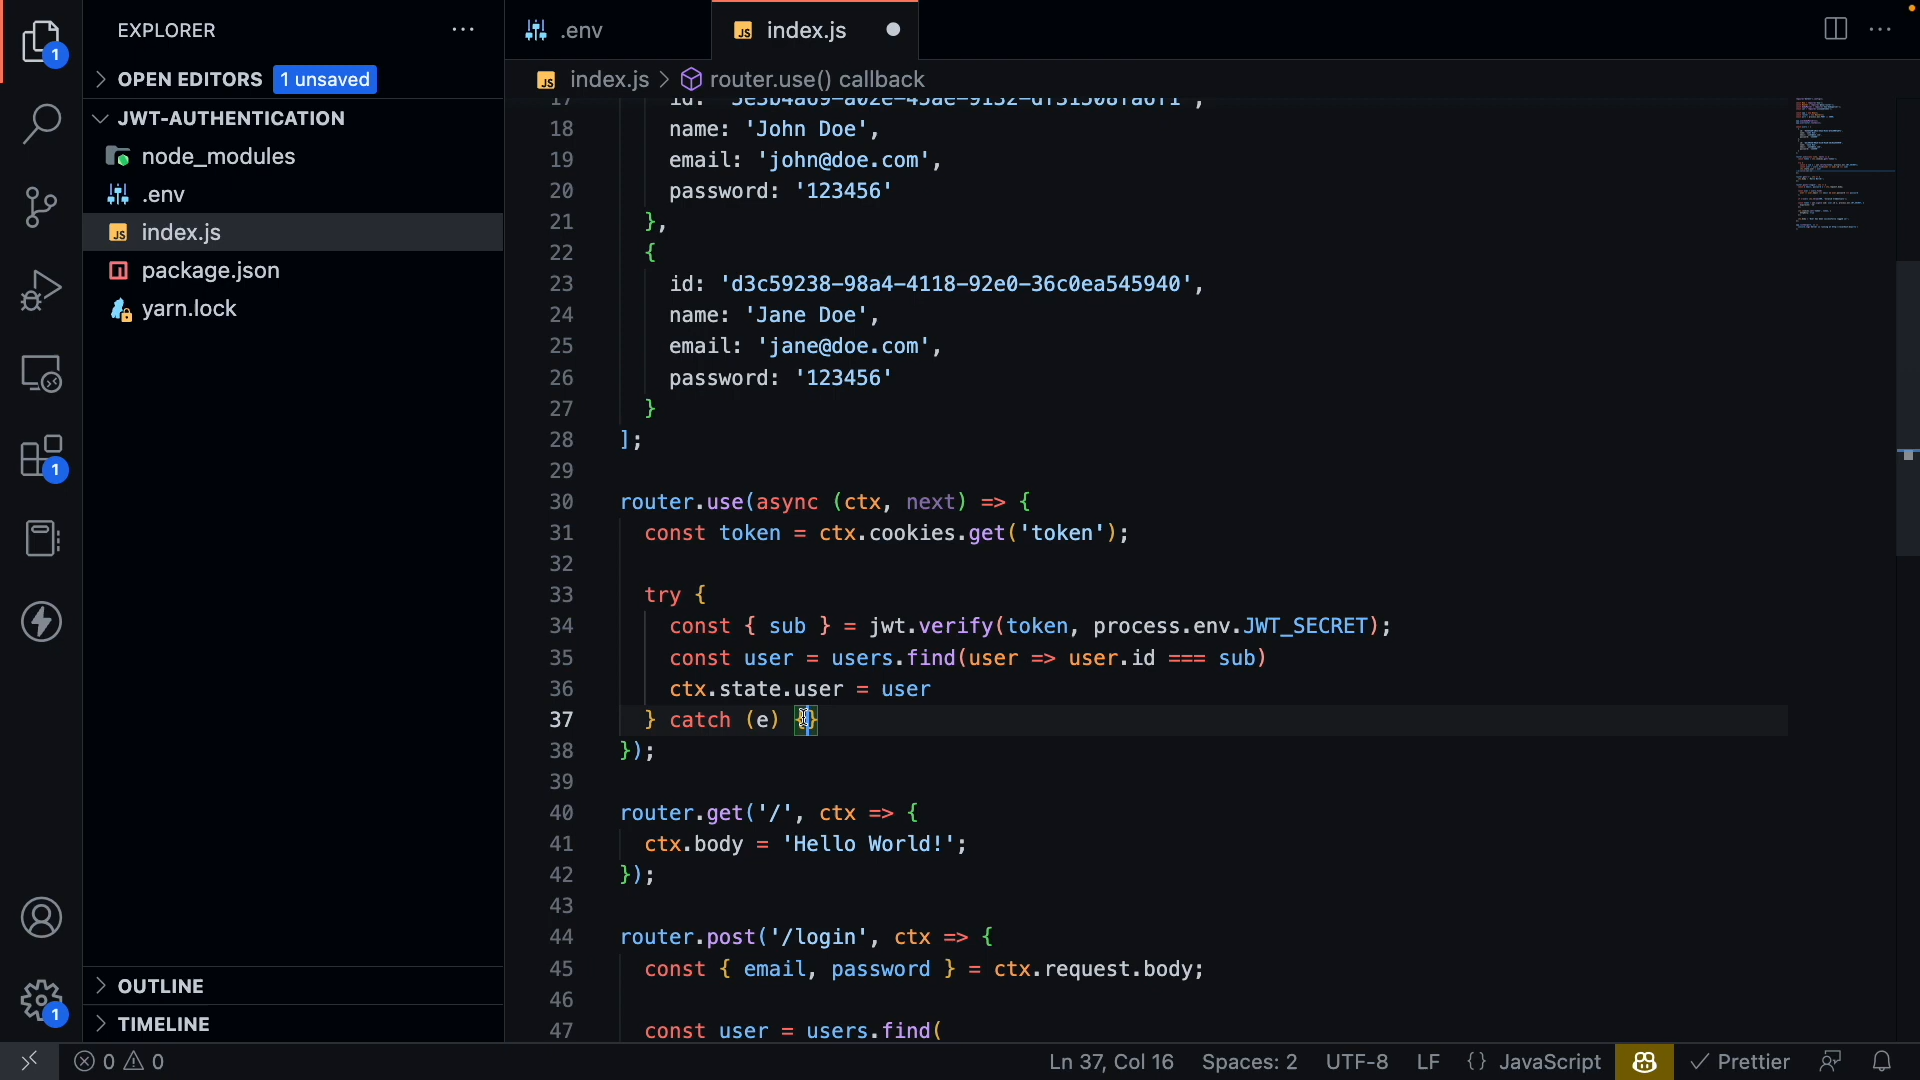 EXPLORER
OPEN EDITORS 1 unsaved
JWT-AUTHENTICATION
node_modules
.env
index.js
package.json
yarn.lock
OUTLINE
TIMELINE
1
1
1
.env
JS index.js
JS index.js > router.use() callback
18 name: 'John Doe',
19 email: 'john@doe.com',
20 password: '123456'
21 },
22 {
23 id: 'd3c59238-98a4-4118-92e0-36c0ea545940',
24 name: 'Jane Doe',
25 email: 'jane@doe.com',
26 password: '123456'
27 }
28 ];
29
30 router.use(async (ctx, next) => {
31 const token = ctx.cookies.get('token');
32
33 try {
34 const { sub } = jwt.verify(token, process.env.JWT_SECRET);
35 const user = users.find(user => user.id === sub)
36 ctx.state.user = user
37 } catch (e) {}
38 });
39
40 router.get('/', ctx => {
41 ctx.body = 'Hello World!';
42 });
43
44 router.post('/login', ctx => {
45 const { email, password } = ctx.request.body;
46
47 const user = users.find(
0 0 Ln 37, Col 16 Spaces: 2 UTF-8 LF {} JavaScript Prettier